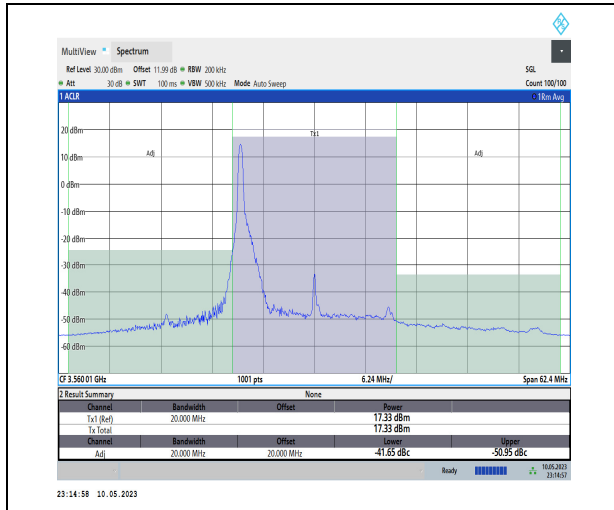 MultiView Spectrum
Ref Level 30.00 dBm Offset 11.99 dB RBW 200 kHz SGL
Att 30 dB SWT 100 ms VBW 500 kHz Mode Auto Sweep Count 100/100
1 ACLR 1Rm Avg
Tx1
20 dBm
Adj Adj
10 dBm
0 dBm
-10 dBm
-20 dBm
-30 dBm
-40 dBm
-50 dBm
-60 dBm
CF 3.56001 GHz 1001 pts 6.24 MHz/ Span 62.4 MHz
2 Result Summary None
Channel Bandwidth Offset Power
Tx1 (Ref) 20.000 MHz 17.33 dBm
Tx Total 17.33 dBm
Channel Bandwidth Offset Lower Upper
Adj 20.000 MHz 20.000 MHz -41.65 dBc -50.95 dBc
Ready 10.05.2023
23:14:57
23:14:58 10.05.2023